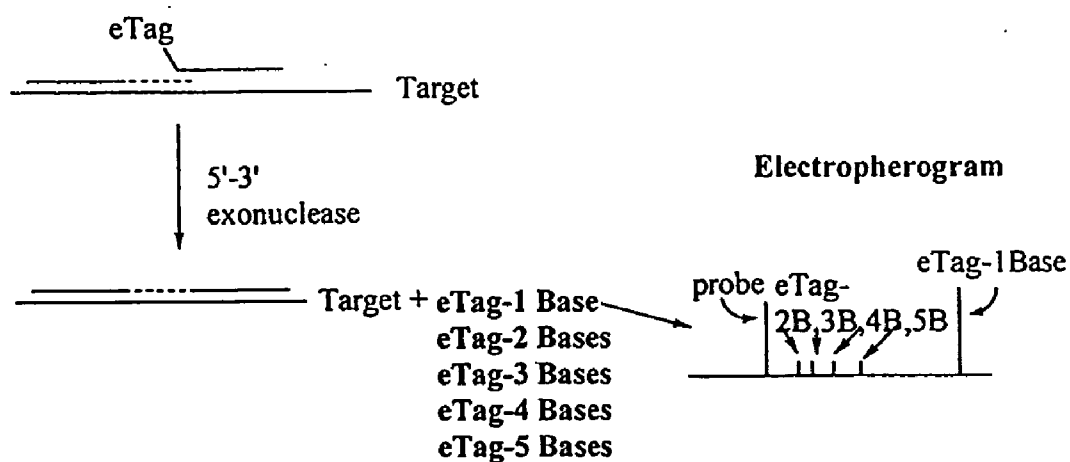 eTag
Target
5'-3'
exonuclease
Electropherogram
Target + eTag-1 Base
eTag-2 Bases
eTag-3 Bases
eTag-4 Bases
eTag-5 Bases
probe eTag-
2B,3B,4B,5B
eTag-1Base